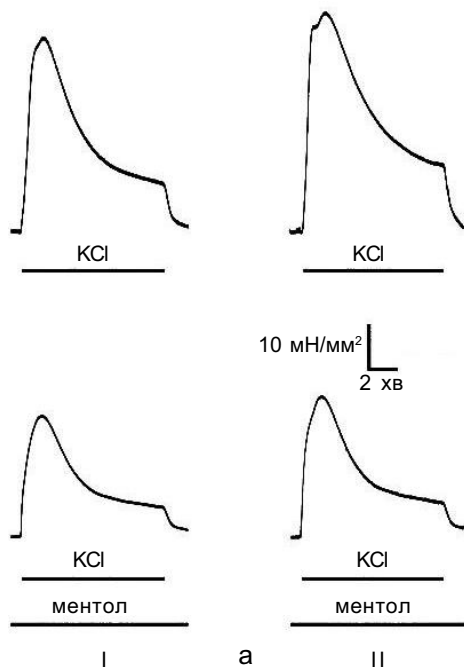 KCl KCl
10 мН/мм²
2 хв
KCl KCl
ментол ментол
I а II